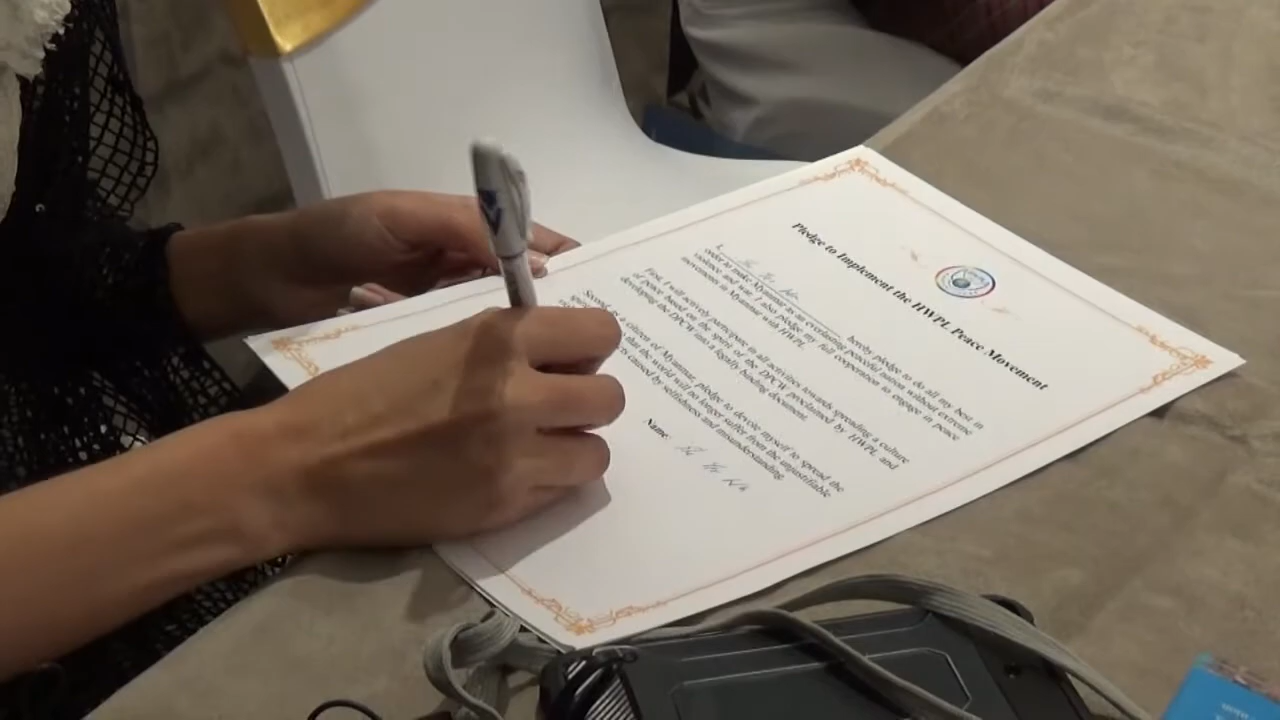 Pledge to Implement the HWPL Peace Movement
I, hereby pledge to do all my best in
order to make Myanmar as an everlasting peaceful nation without extreme
violence and war. I also pledge my full cooperation to engage in peace
movements in Myanmar with HWPL.
First, I will actively participate in all activities towards spreading a culture
of peace based on the spirit of the DPCW proclaimed by HWPL and
developing the DPCW into a legally binding document.
Second, as a citizen of Myanmar, pledge to devote myself to spread the
that the world will no longer suffer from the unjustifiable
caused by selfishness and misunderstanding.
Name